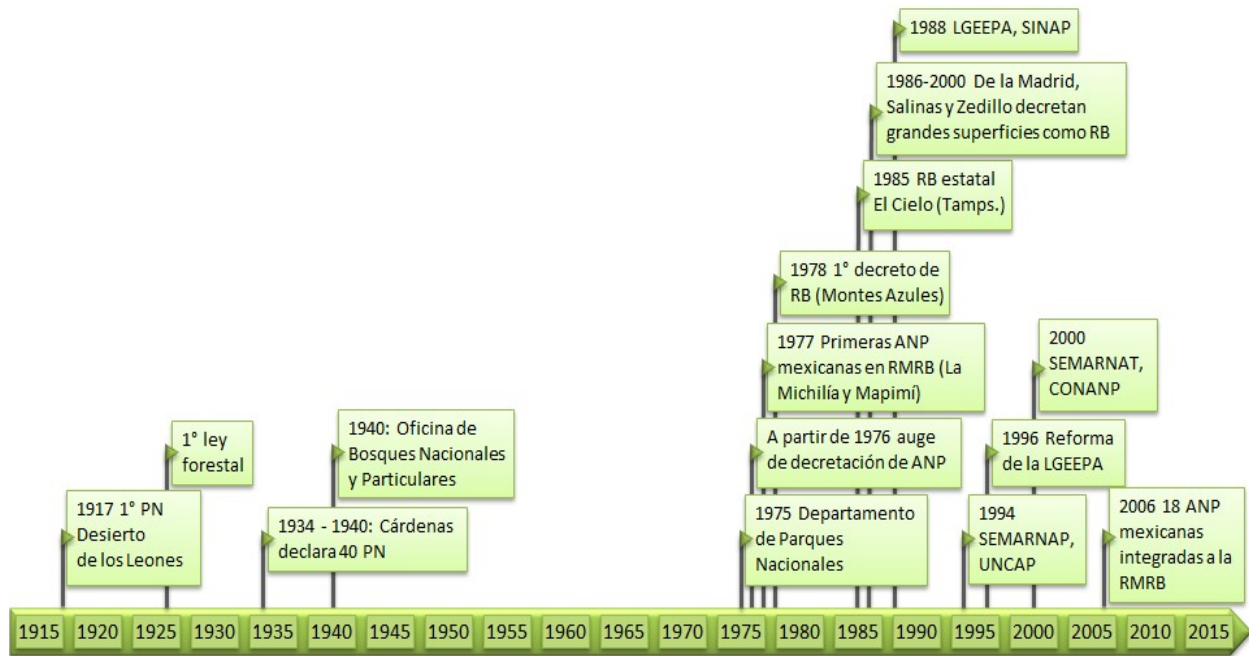 1988 LGEEPA, SINAP
1986-2000 De la Madrid,
Salinas y Zedillo decretan
grandes superficies como RB
1985 RB estatal
El Cielo (Tamps.)
1978 1° decreto de
RB (Montes Azules)
1977 Primeras ANP
mexicanas en RMRB (La
Michilía y Mapimí)
2000
SEMARNAT,
CONANP
1° ley
forestal
1940: Oficina de
Bosques Nacionales
y Particulares
A partir de 1976 auge
de decretación de ANP
1996 Reforma
de la LGEEPA
1917 1° PN
Desierto
de los Leones
1934 - 1940: Cárdenas
declara 40 PN
1975 Departamento
de Parques
Nacionales
1994
SEMARNAP,
UNCAP
2006 18 ANP
mexicanas
integradas a la
RMRB
1915 1920 1925 1930 1935 1940 1945 1950 1955 1960 1965 1970 1975 1980 1985 1990 1995 2000 2005 2010 2015